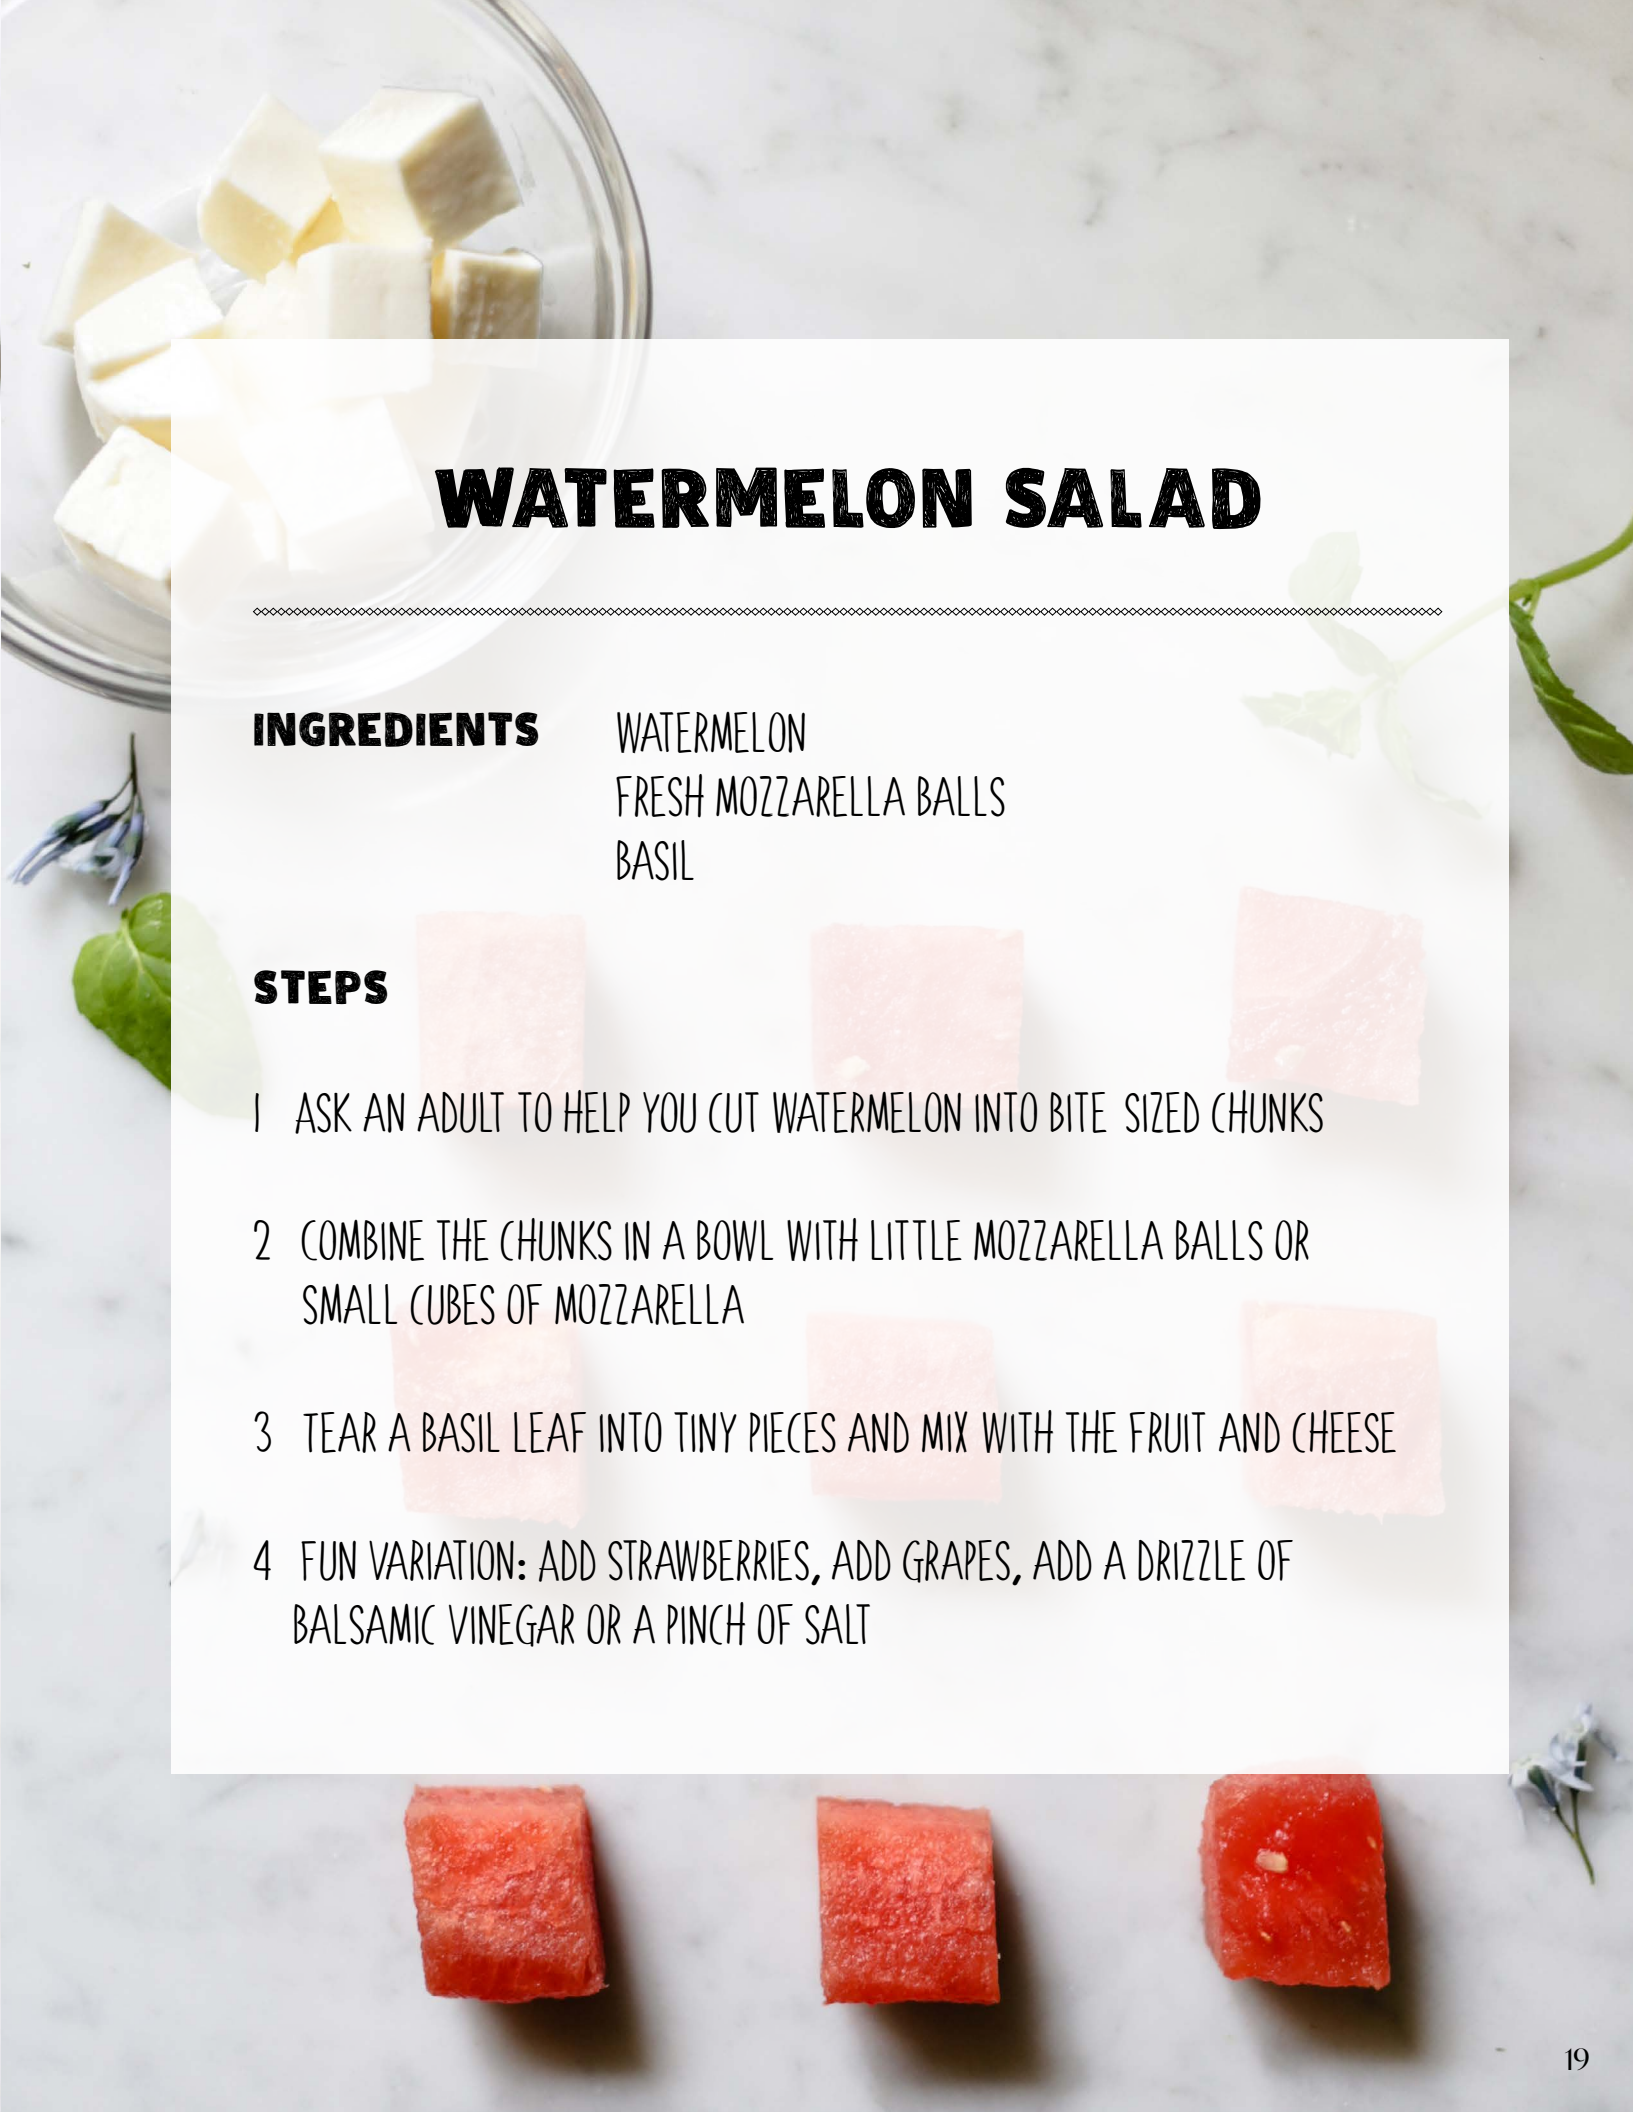 WATERMELON SALAD
INGREDIENTS WATERMELON
FRESH MOZZARELLA BALLS
BASIL
STEPS
1 ASK AN ADULT TO HELP YOU CUT WATERMELON INTO BITE SIZED CHUNKS
2 COMBINE THE CHUNKS IN A BOWL WITH LITTLE MOZZARELLA BALLS OR
SMALL CUBES OF MOZZARELLA
3 TEAR A BASIL LEAF INTO TINY PIECES AND MIX WITH THE FRUIT AND CHEESE
4 FUN VARIATION: ADD STRAWBERRIES, ADD GRAPES, ADD A DRIZZLE OF
BALSAMIC VINEGAR OR A PINCH OF SALT
19